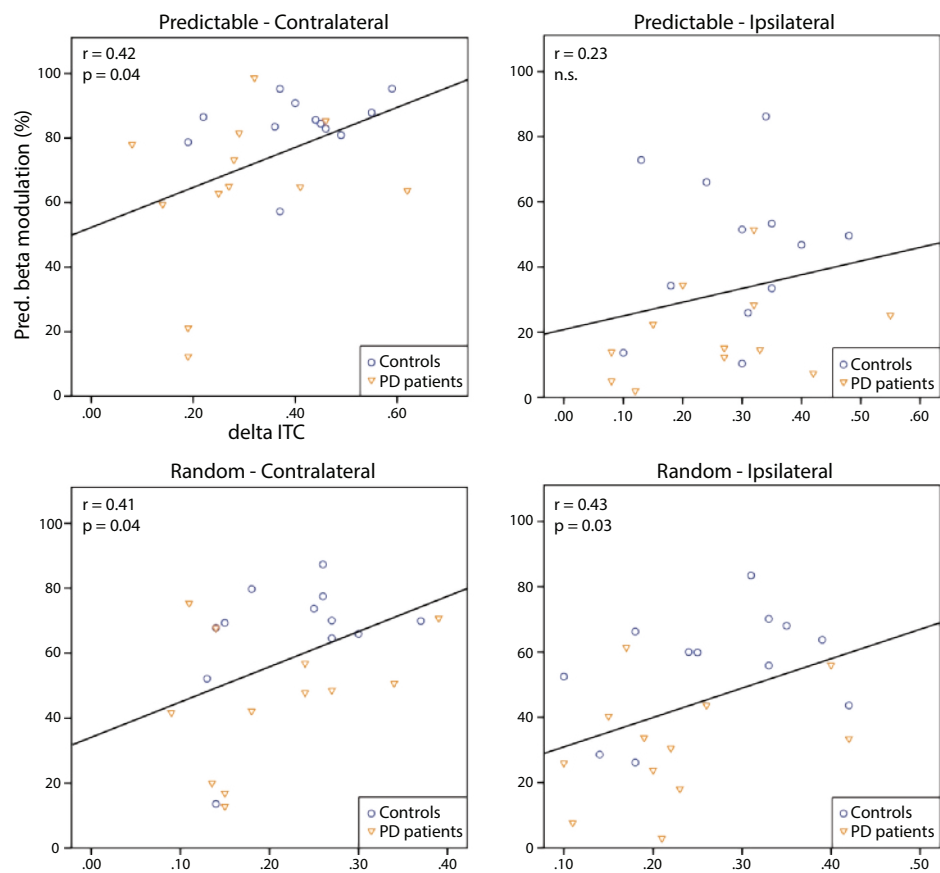 Predictable - Contralateral
r = 0.42
p = 0.04
100
80
60
40
20
0
Pred. beta modulation (%)
Controls
PD patients
.00 .20 .40 .60
delta ITC
Predictable - Ipsilateral
r = 0.23
n.s.
100
80
60
40
20
0
Controls
PD patients
.00 .10 .20 .30 .40 .50 .60
Random - Contralateral
r = 0.41
p = 0.04
100
80
60
40
20
0
Controls
PD patients
.00 .10 .20 .30 .40
Random - Ipsilateral
r = 0.43
p = 0.03
100
80
60
40
20
0
Controls
PD patients
.10 .20 .30 .40 .50